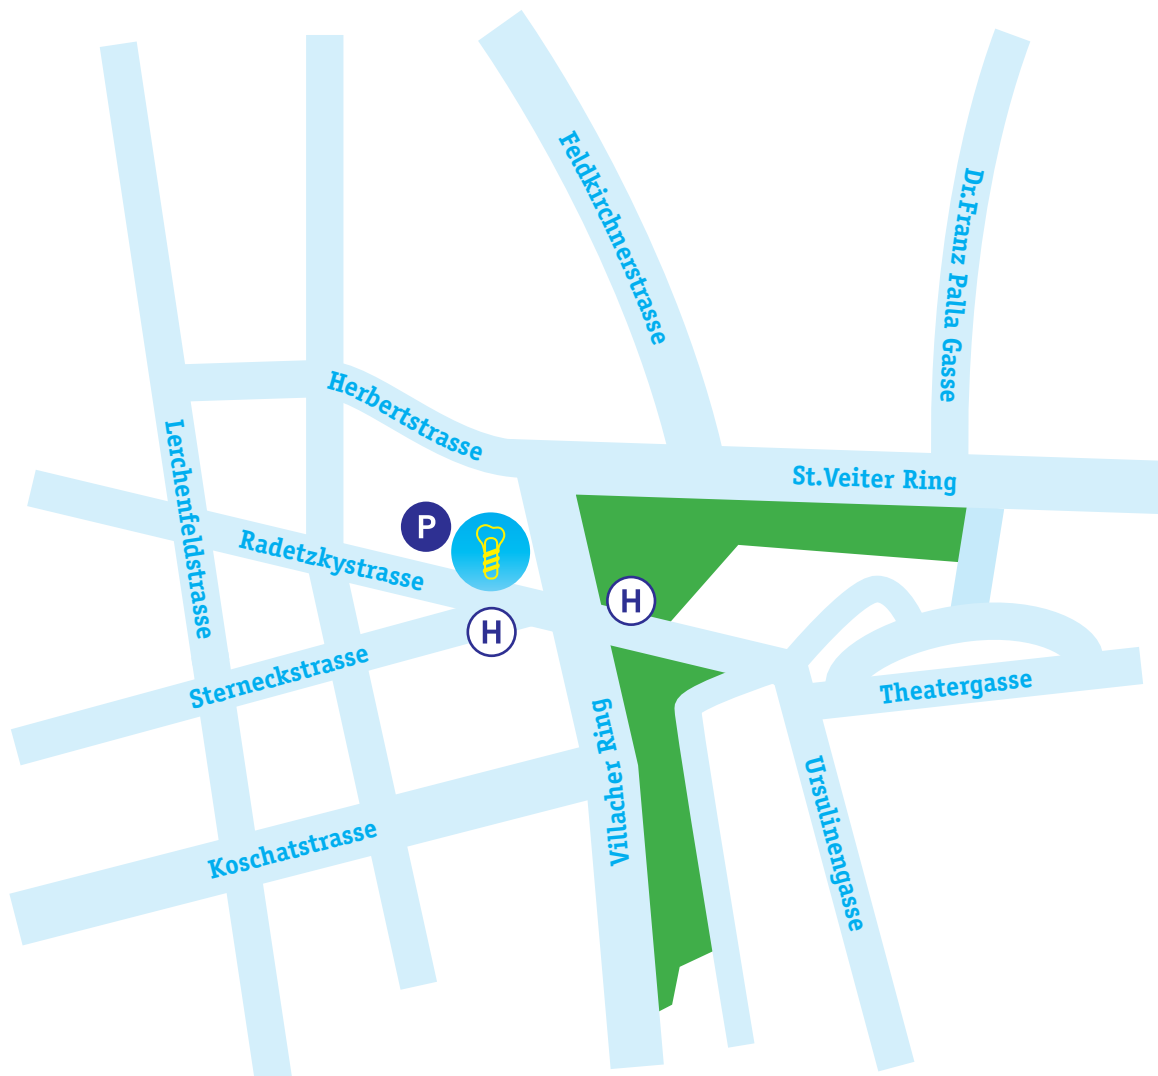 Feldkirchnerstrasse
Dr.Franz Palla Gasse
Herbertstrasse
Lerchenfeldstrasse
St.Veiter Ring
P
Radetzkystrasse
H
H
Sterneckstrasse
Theatergasse
Villacher Ring
Ursulinengasse
Koschatstrasse